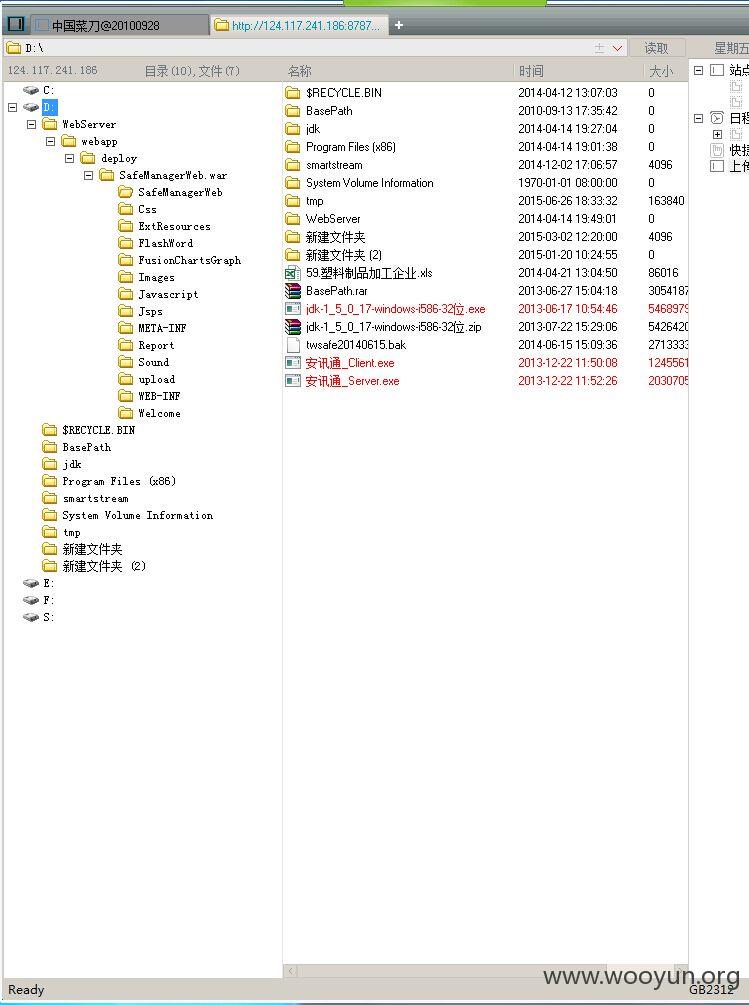 中国菜刀@20100928
http://124.117.241.186:8787...
D:\
读取
星期五
124.117.241.186
目录(10),文件(7)
名称
时间
大小
C:
D:
WebServer
webapp
deploy
SafeManagerWeb.war
SafeManagerWeb
Css
ExtResources
FlashWord
FusionChartsGraph
Images
Javascript
Jsps
META-INF
Report
Sound
upload
WEB-INF
Welcome
$RECYCLE.BIN
BasePath
jdk
Program Files (x86)
smartstream
System Volume Information
tmp
新建文件夹
新建文件夹 (2)
E:
F:
S:
$RECYCLE.BIN 2014-04-12 13:07:03 0
BasePath 2010-09-13 17:35:42 0
jdk 2014-04-14 19:27:04 0
Program Files (x86) 2014-04-14 19:01:38 0
smartstream 2014-12-02 17:06:57 4096
System Volume Information 1970-01-01 08:00:00 0
tmp 2015-06-26 18:33:32 163840
WebServer 2014-04-14 19:49:01 0
新建文件夹 2015-03-02 12:20:00 4096
新建文件夹 (2) 2015-01-20 10:24:55 0
59.塑料制品加工企业.xls 2014-04-21 13:04:50 86016
BasePath.rar 2013-06-27 15:04:18 3054187
jdk-1_5_0_17-windows-i586-32位.exe 2013-06-17 10:54:46 5468979
jdk-1_5_0_17-windows-i586-32位.zip 2013-07-22 15:29:06 5426420
twsafe20140615.bak 2014-06-15 15:09:36 2713333
安讯通_Client.exe 2013-12-22 11:50:08 1245561
安讯通_Server.exe 2013-12-22 11:52:26 2030705
站点
日程
快捷
上传
www.wooyun.org
Ready
GB2312